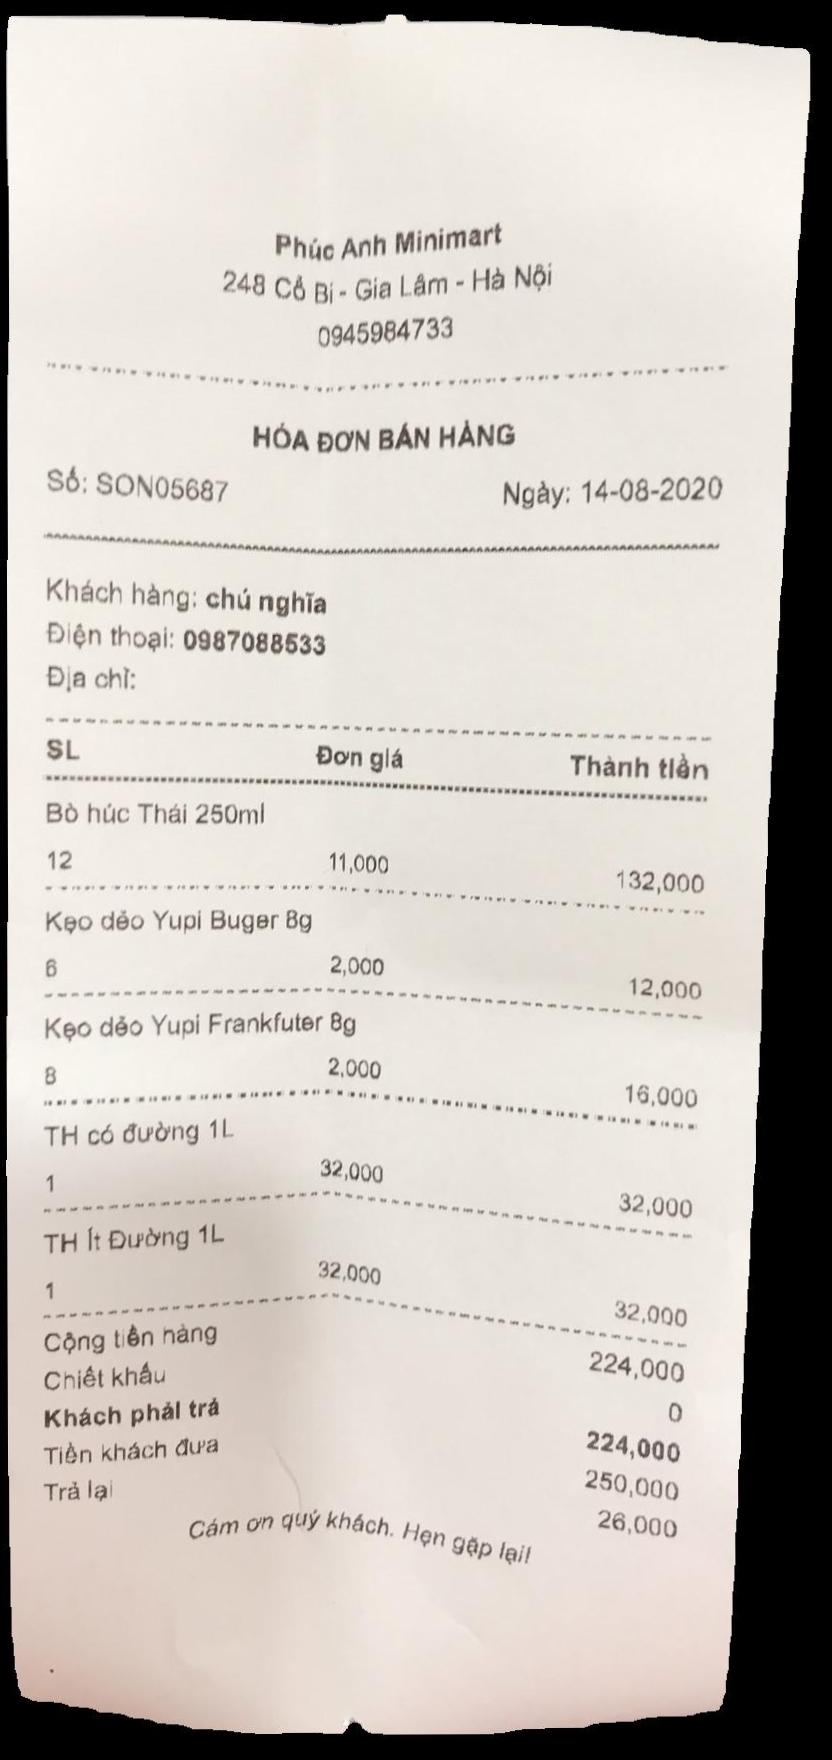 Phúc Anh Minimart
248 Cổ Bi - Gia Lâm - Hà Nội
0945984733
HÓA ĐƠN BÁN HÀNG
Số: SON05687 Ngày: 14-08-2020
Khách hàng: chú nghĩa
Điện thoại: 0987088533
Địa chỉ:
SL Đơn giá Thành tiền
Bò húc Thái 250ml
12 11,000 132,000
Kẹo dẻo Yupi Buger 8g
6 2,000 12,000
Kẹo dẻo Yupi Frankfuter 8g
8 2,000 16,000
TH có đường 1L
1 32,000 32,000
TH Ít Đường 1L
1 32,000 32,000
Cộng tiền hàng 224,000
Chiết khấu 0
Khách phải trả 224,000
Tiền khách đưa 250,000
Trả lại 26,000
Cám ơn quý khách. Hẹn gặp lại!